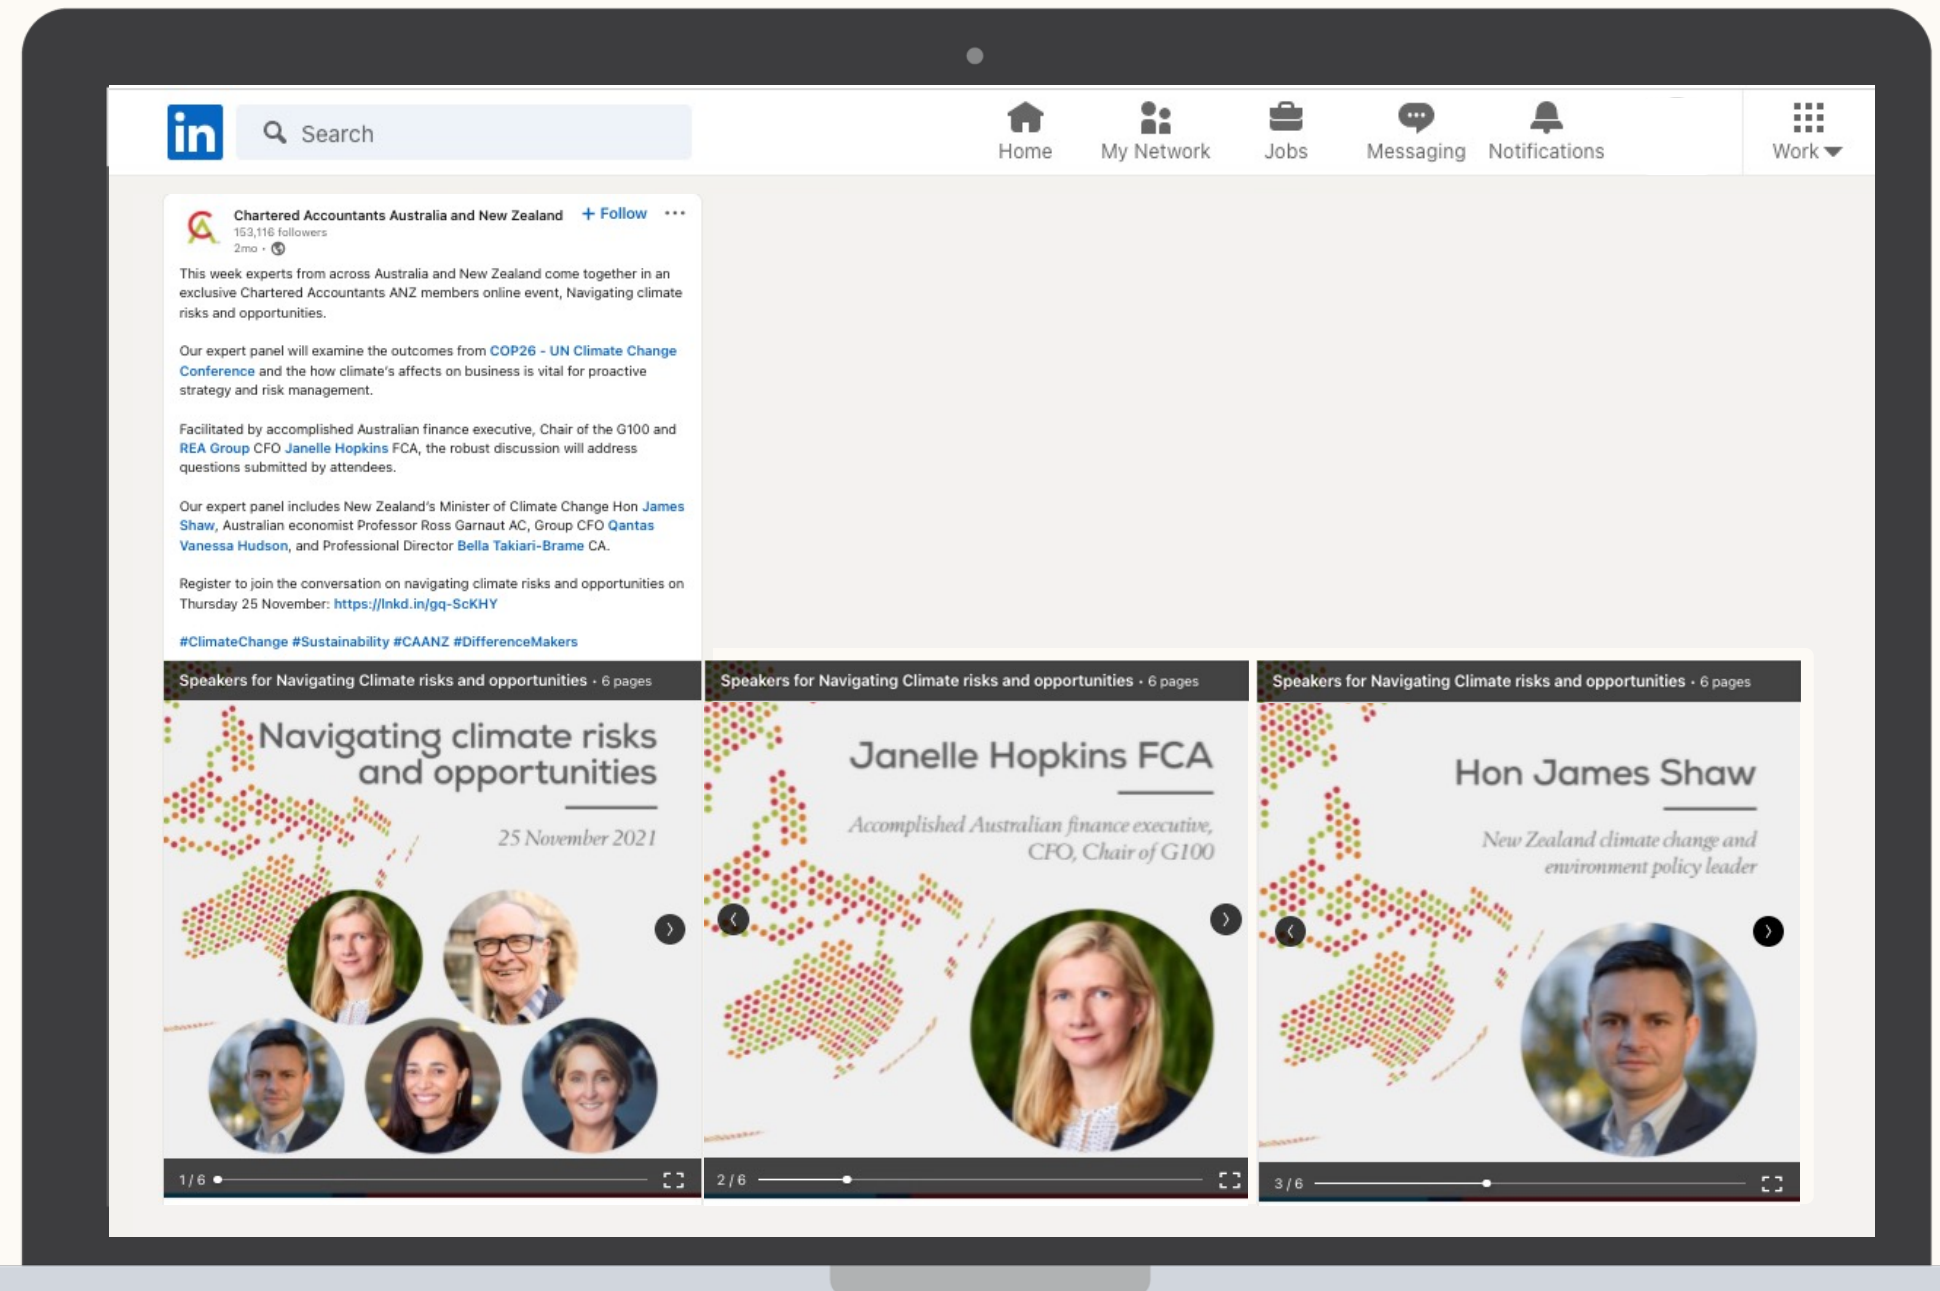 in
Search
Home
My Network
Jobs
Messaging
Notifications
Work
Chartered Accountants Australia and New Zealand
+ Follow
153,116 followers
2mo •
This week experts from across Australia and New Zealand come together in an
exclusive Chartered Accountants ANZ members online event, Navigating climate
risks and opportunities.
Our expert panel will examine the outcomes from COP26 - UN Climate Change
Conference and the how climate's affects on business is vital for proactive
strategy and risk management.
Facilitated by accomplished Australian finance executive, Chair of the G100 and
REA Group CFO Janelle Hopkins FCA, the robust discussion will address
questions submitted by attendees.
Our expert panel includes New Zealand's Minister of Climate Change Hon James
Shaw, Australian economist Professor Ross Garnaut AC, Group CFO Qantas
Vanessa Hudson, and Professional Director Bella Takiari-Brame CA.
Register to join the conversation on navigating climate risks and opportunities on
Thursday 25 November: https://lnkd.in/gq-ScKHY
#ClimateChange #Sustainability #CAANZ #DifferenceMakers
Speakers for Navigating Climate risks and opportunities • 6 pages
Navigating climate risks
and opportunities
25 November 2021
1 / 6
Speakers for Navigating Climate risks and opportunities • 6 pages
Janelle Hopkins FCA
Accomplished Australian finance executive,
CFO, Chair of G100
2 / 6
Speakers for Navigating Climate risks and opportunities • 6 pages
Hon James Shaw
New Zealand climate change and
environment policy leader
3 / 6